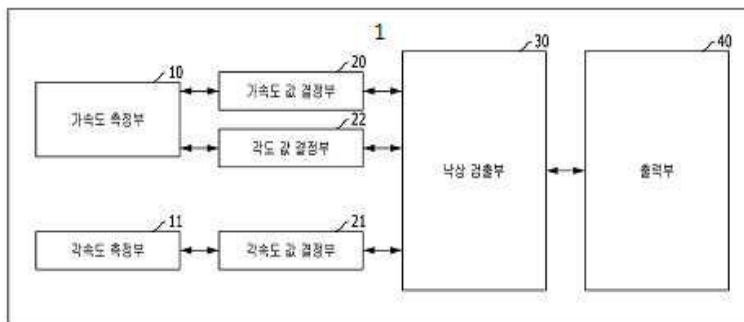 1
10
가속도 측정부
20
가속도 값 결정부
22
각도 값 결정부
11
각속도 측정부
21
각속도 값 결정부
30
낙상 검출부
40
출력부